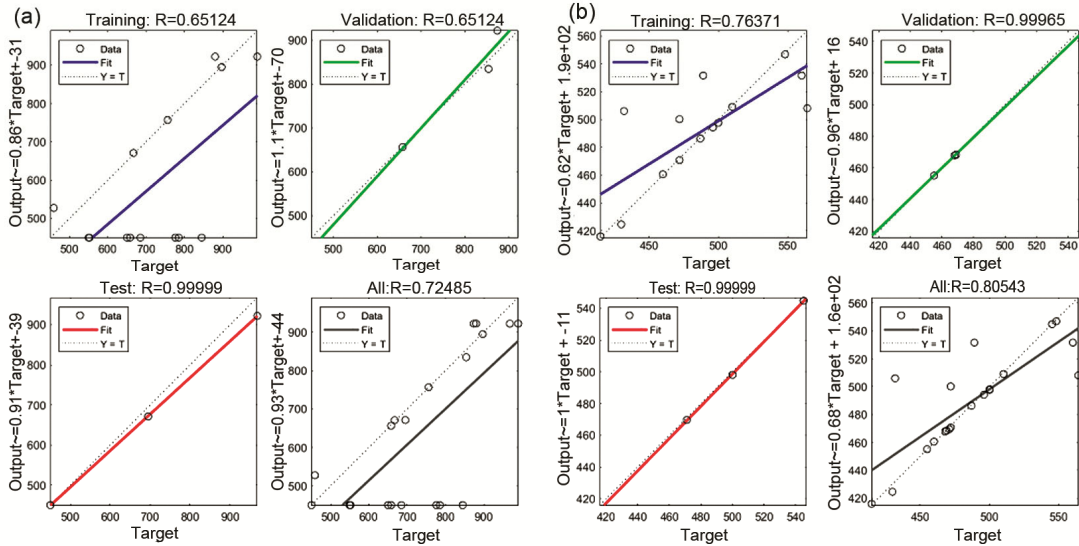 (a)
Training: R=0.65124
Output~=0.86*Target+-31
Data
Fit
Y = T
900
800
700
600
500
500 600 700 800 900
Target
Validation: R=0.65124
Output~=1.1*Target+-70
Data
Fit
Y = T
900
800
700
600
500
500 600 700 800 900
Target
(b)
Training: R=0.76371
Output~=0.62*Target + 1.9e+02
Data
Fit
Y = T
560
540
520
500
480
460
440
420
450 500 550
Target
Validation: R=0.99965
Output~=0.96*Target+ 16
Data
Fit
Y = T
540
520
500
480
460
440
420
420 440 460 480 500 520 540
Target
Test: R=0.99999
Output~=0.91*Target+-39
Data
Fit
Y = T
900
800
700
600
500
500 600 700 800 900
Target
All:R=0.72485
Output~=0.93*Target+-44
Data
Fit
Y = T
900
800
700
600
500
500 600 700 800 900
Target
Test: R=0.99999
Output~=1*Target + -11
Data
Fit
Y = T
540
520
500
480
460
440
420
420 440 460 480 500 520 540
Target
All:R=0.80543
Output~=0.68*Target + 1.6e+02
Data
Fit
Y = T
560
540
520
500
480
460
440
420
450 500 550
Target